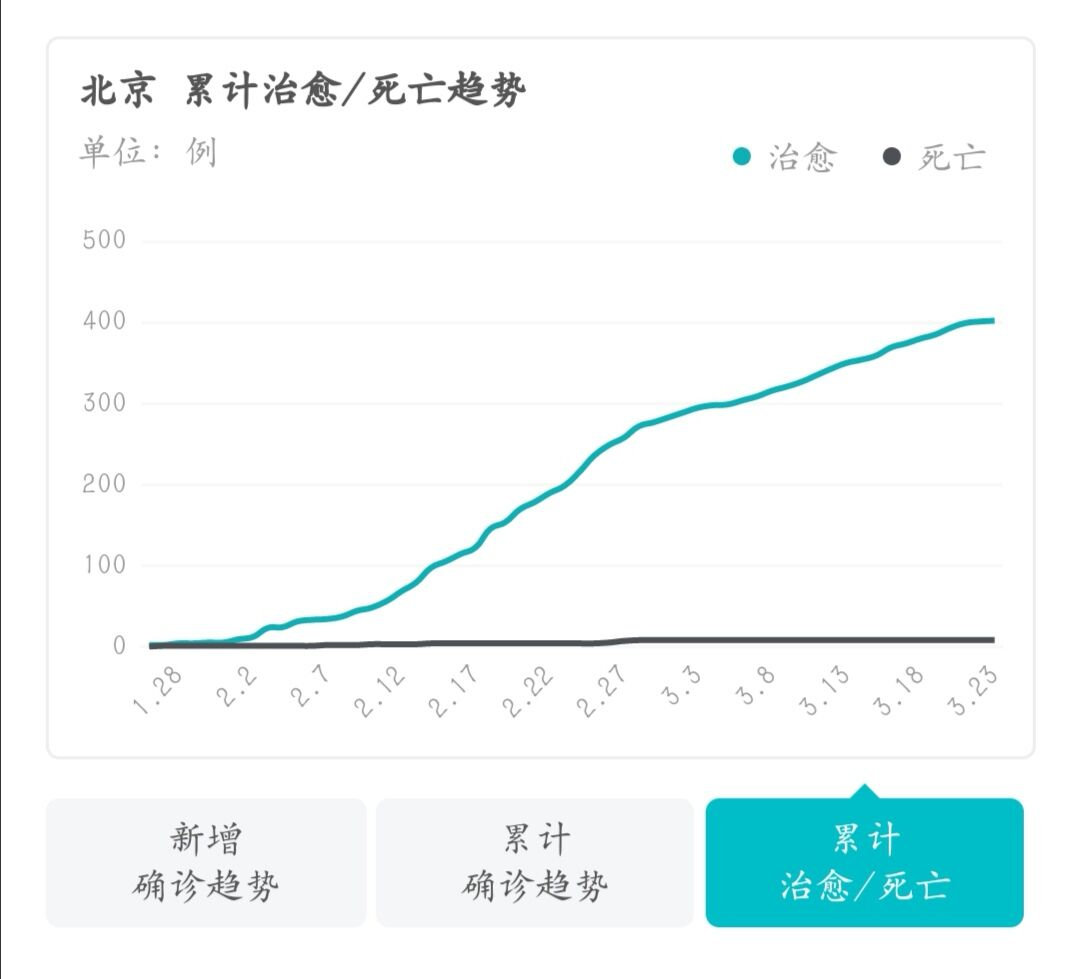 北京 累计治愈/死亡趋势
单位：例
治愈 死亡
500
400
300
200
100
0
1.28 2.2 2.7 2.12 2.17 2.22 2.27 3.3 3.8 3.13 3.18 3.23
新增
确诊趋势
累计
确诊趋势
累计
治愈/死亡